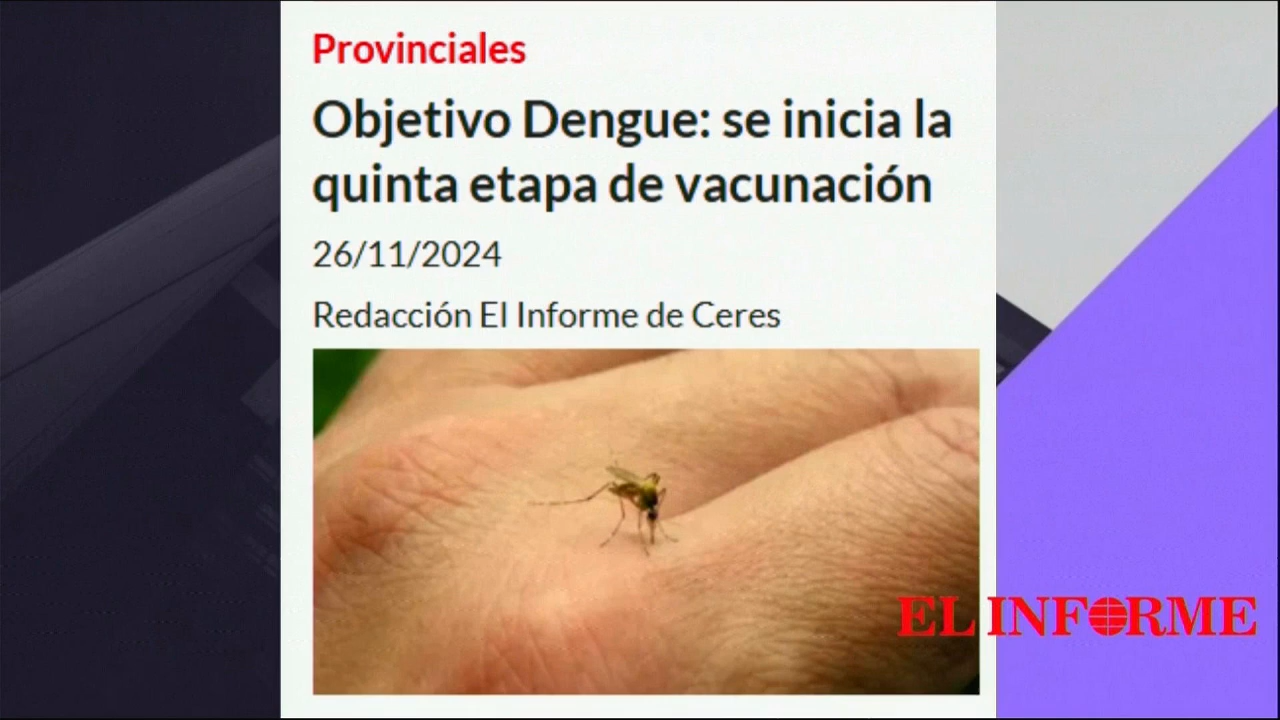 Provinciales
Objetivo Dengue: se inicia la
quinta etapa de vacunación
26/11/2024
Redacción El Informe de Ceres
EL INFORME